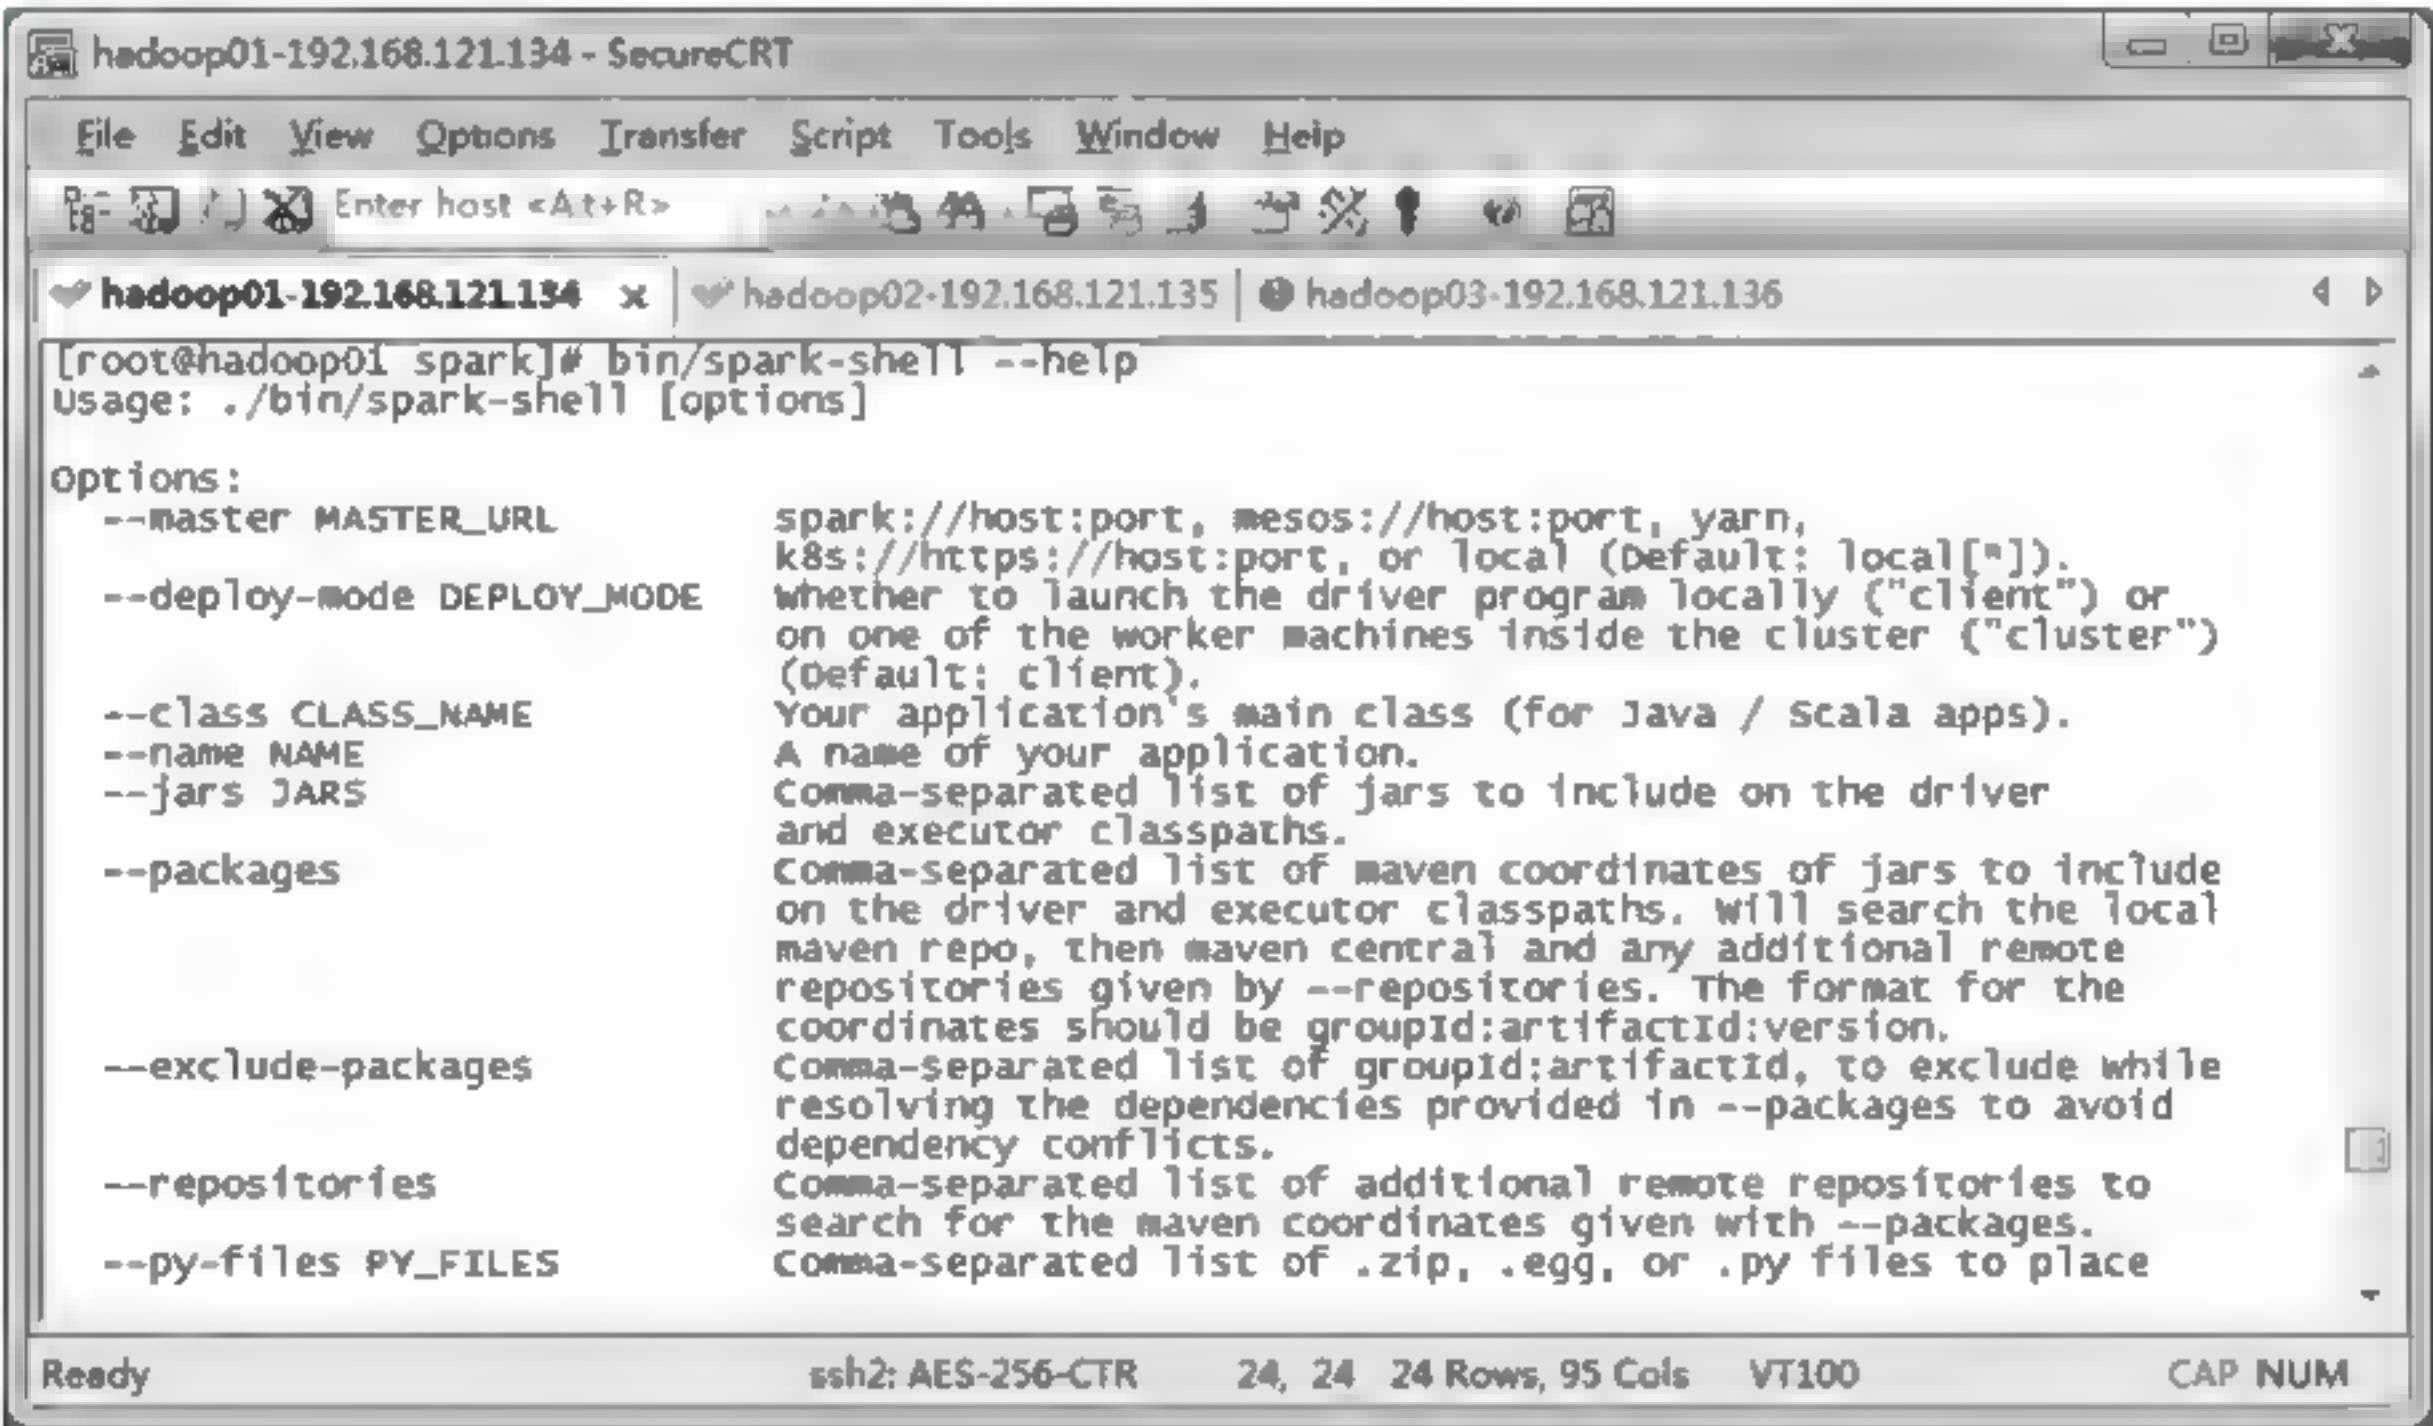 hadoop01-192.168.121.134 - SecureCRT
File Edit View Options Transfer Script Tools Window Help
Enter host <Alt+R>
hadoop01-192.168.121.134 x hadoop02-192.168.121.135 hadoop03-192.168.121.136
[root@hadoop01 spark]# bin/spark-shell --help
Usage: ./bin/spark-shell [options]
Options:
--master MASTER_URL spark://host:port, mesos://host:port, yarn,
k8s://https://host:port, or local (Default: local[*]).
--deploy-mode DEPLOY_MODE Whether to launch the driver program locally ("client") or
on one of the worker machines inside the cluster ("cluster")
(Default: client).
--class CLASS_NAME Your application's main class (for Java / Scala apps).
--name NAME A name of your application.
--jars JARS Comma-separated list of jars to include on the driver
and executor classpaths.
--packages Comma-separated list of maven coordinates of jars to include
on the driver and executor classpaths. Will search the local
maven repo, then maven central and any additional remote
repositories given by --repositories. The format for the
coordinates should be groupId:artifactId:version.
--exclude-packages Comma-separated list of groupId:artifactId, to exclude while
resolving the dependencies provided in --packages to avoid
dependency conflicts.
--repositories Comma-separated list of additional remote repositories to
search for the maven coordinates given with --packages.
--py-files PY_FILES Comma-separated list of .zip, .egg, or .py files to place
Ready ssh2: AES-256-CTR 24, 24 24 Rows, 95 Cols VT100 CAP NUM